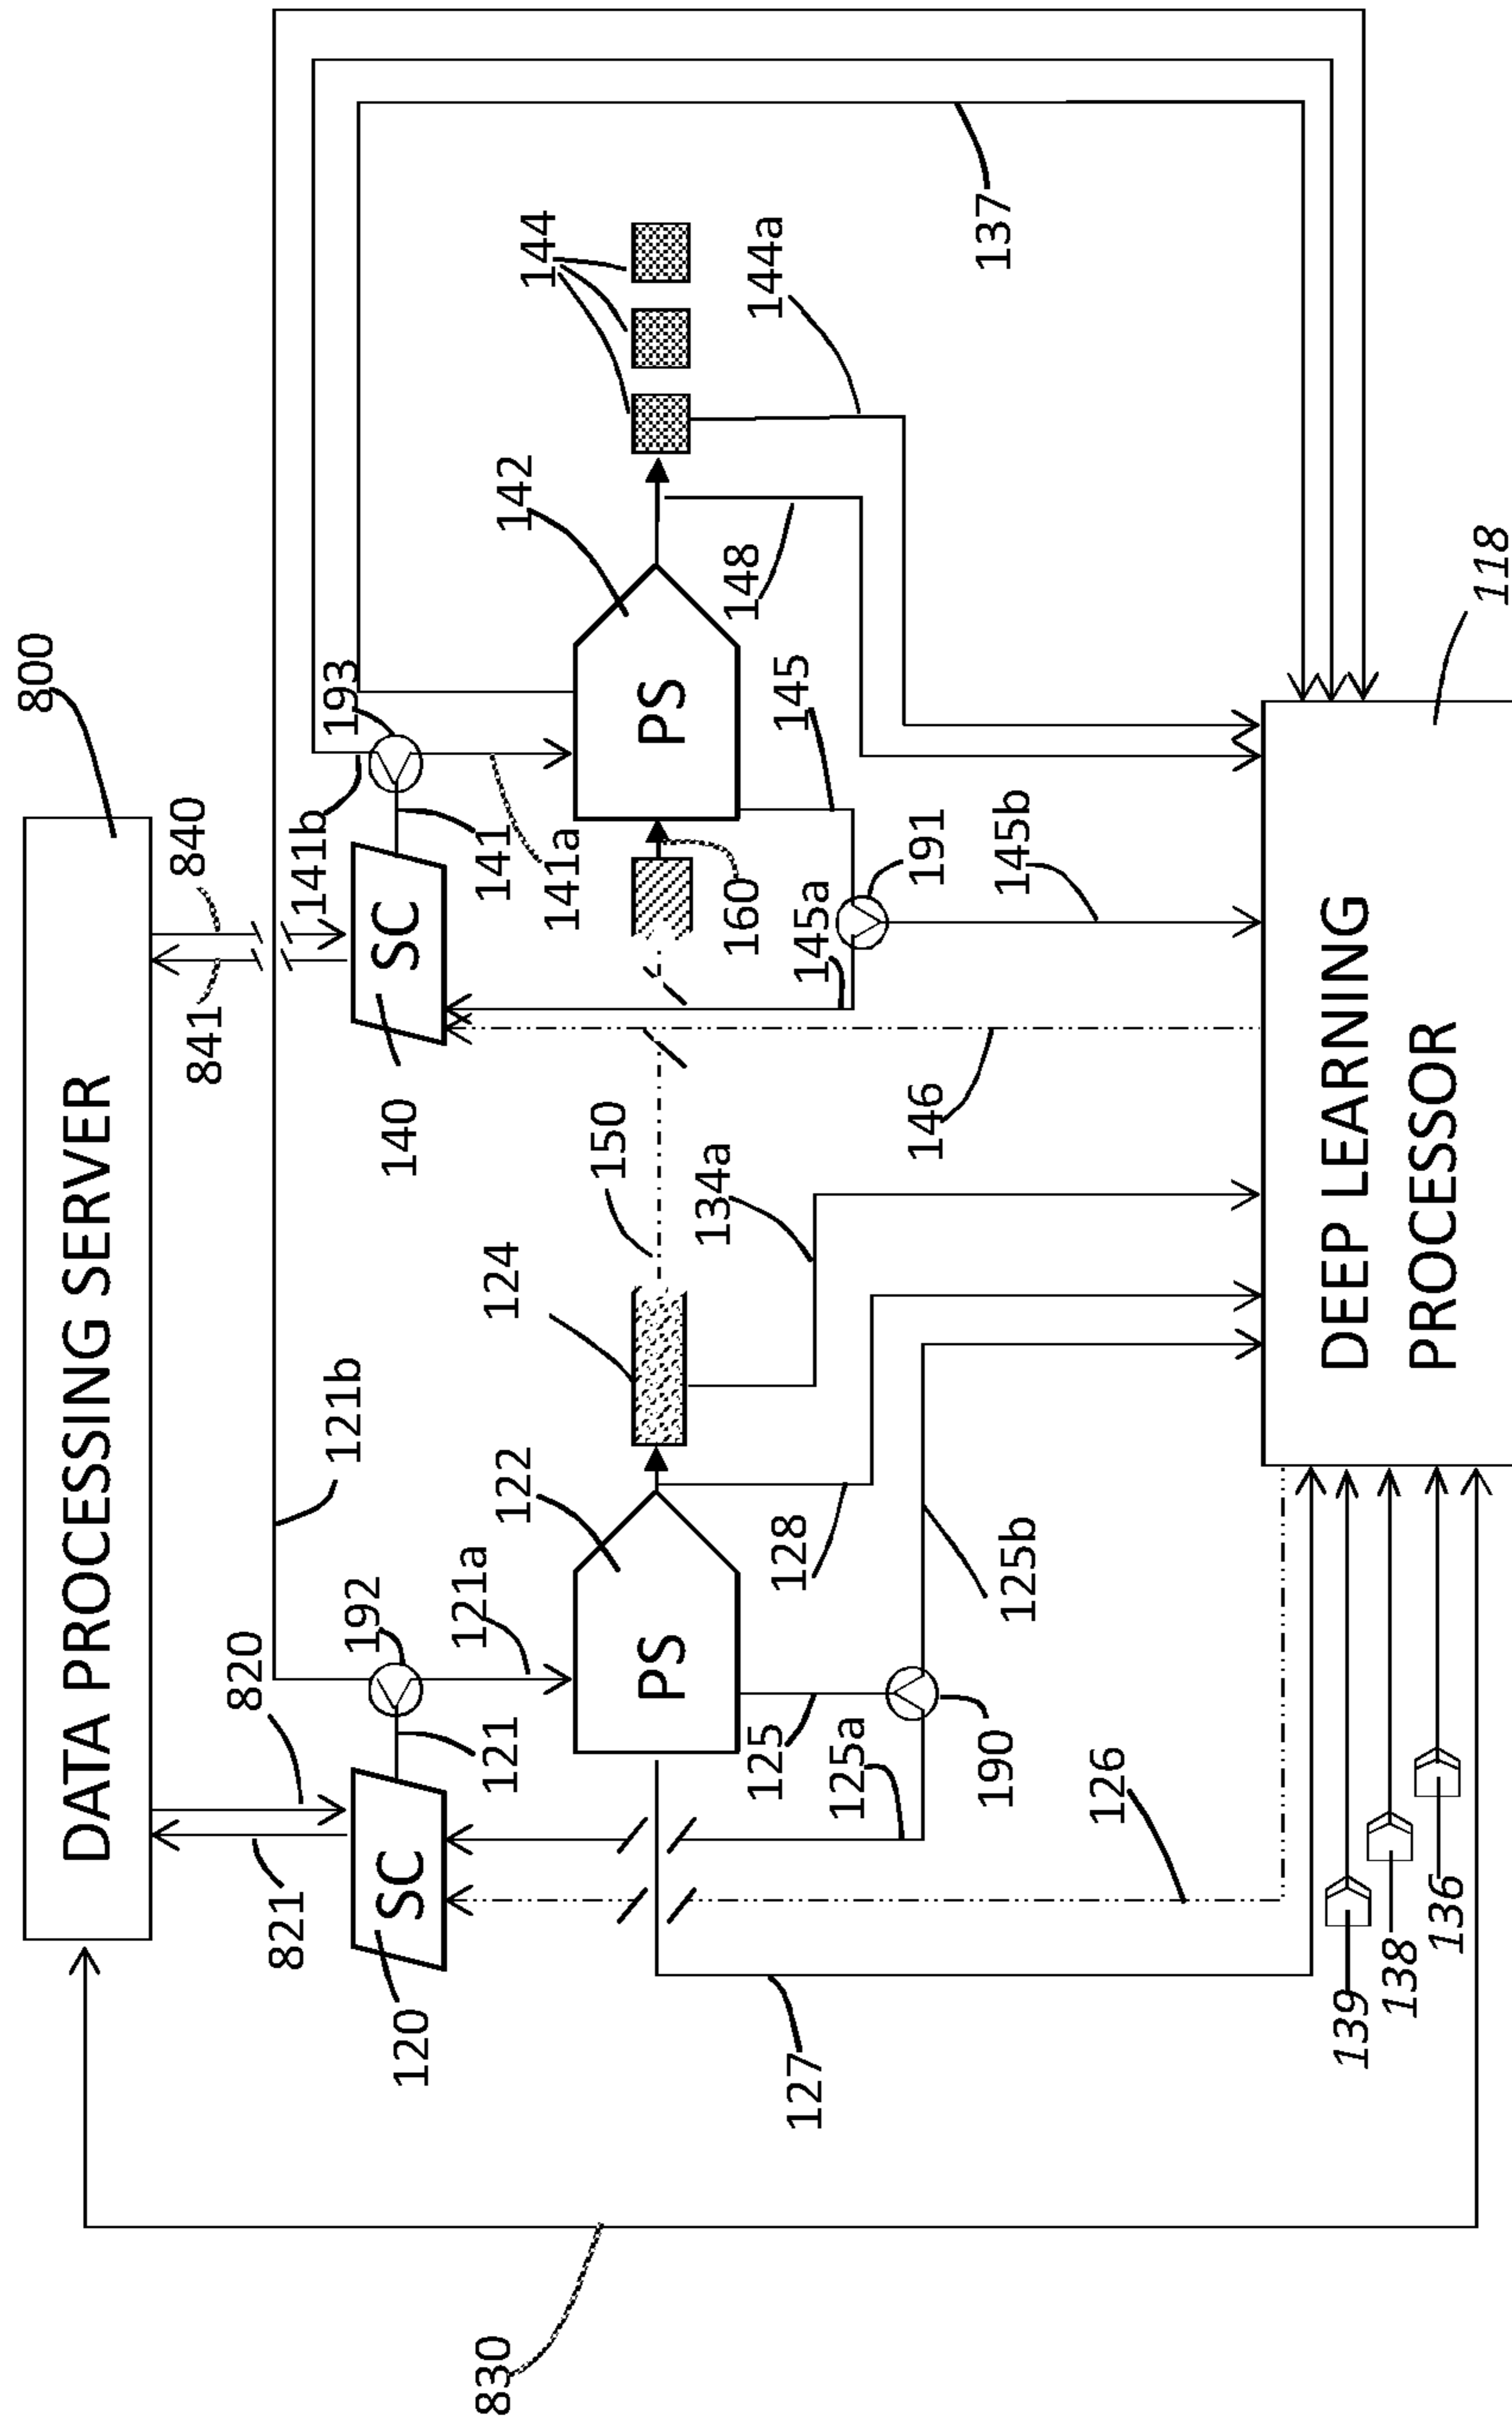 800
DATA PROCESSING SERVER
830
821
820
121b
841
840
120
SC
121
192
121a
140
SC
141b
141
193
141a
122
PS
124
150
160
142
PS
144
127
125
125a
128
134a
145a
145
148
144a
190
125b
191
145b
137
126
146
139
138
136
DEEP LEARNING
PROCESSOR
118